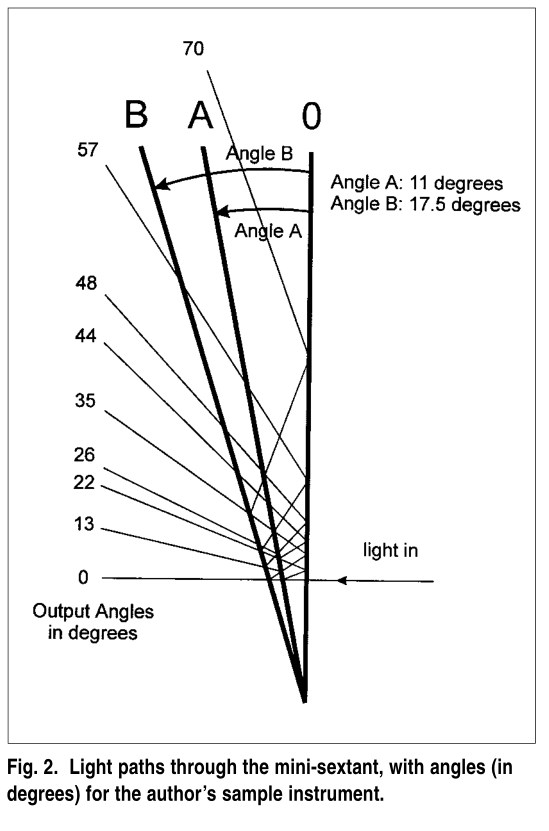 70
B A 0
57
Angle B
Angle A: 11 degrees
Angle B: 17.5 degrees
Angle A
48
44
35
26
22
13
light in
0
Output Angles
in degrees
Fig. 2. Light paths through the mini-sextant, with angles (in
degrees) for the author's sample instrument.